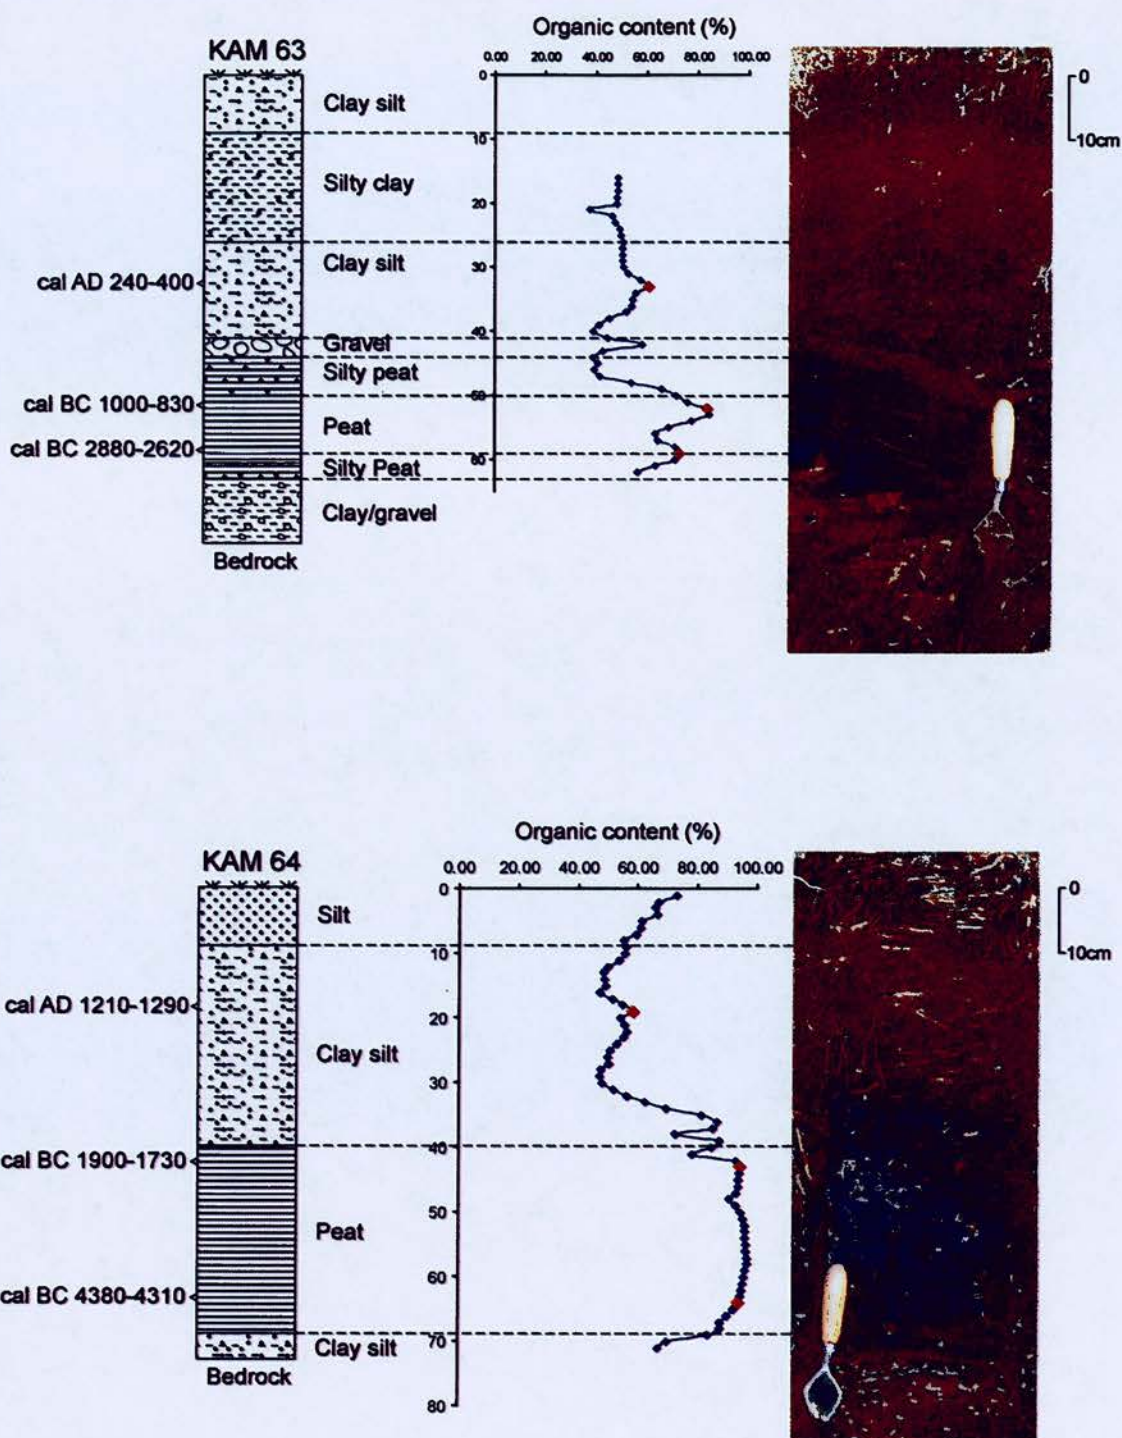 Organic content (%)
KAM 63
0.00 20.00 40.00 60.00 80.00 100.00
0
0
Clay silt
10
10cm
Silty clay
20
Clay silt
30
cal AD 240-400
40
Gravel
Silty peat
50
cal BC 1000-830
Peat
cal BC 2880-2620
60
Silty Peat
Clay/gravel
Bedrock
Organic content (%)
KAM 64
0.00 20.00 40.00 60.00 80.00 100.00
0
0
Silt
10
10cm
cal AD 1210-1290
20
Clay silt
30
40
cal BC 1900-1730
50
Peat
60
cal BC 4380-4310
70
Clay silt
Bedrock
80